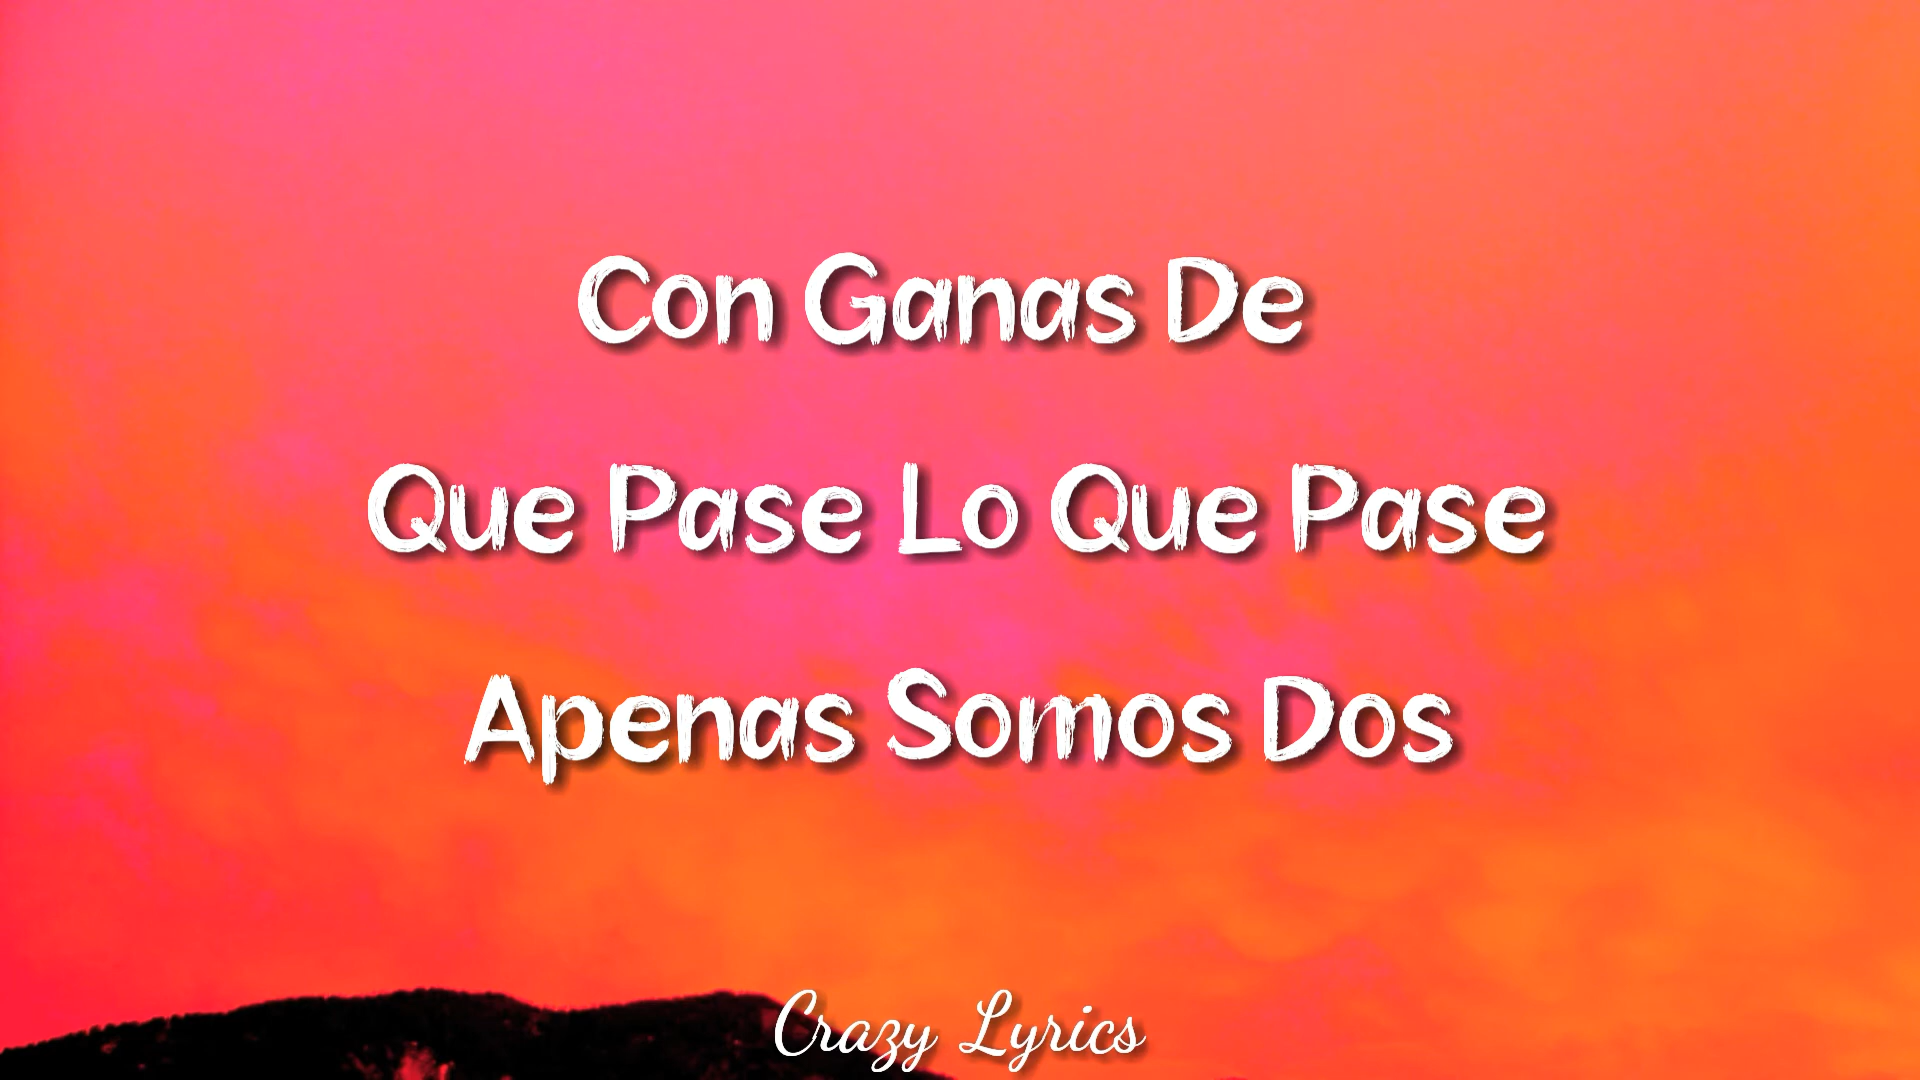 Con Ganas De
Que Pase Lo Que Pase
Apenas Somos Dos
Crazy Lyrics